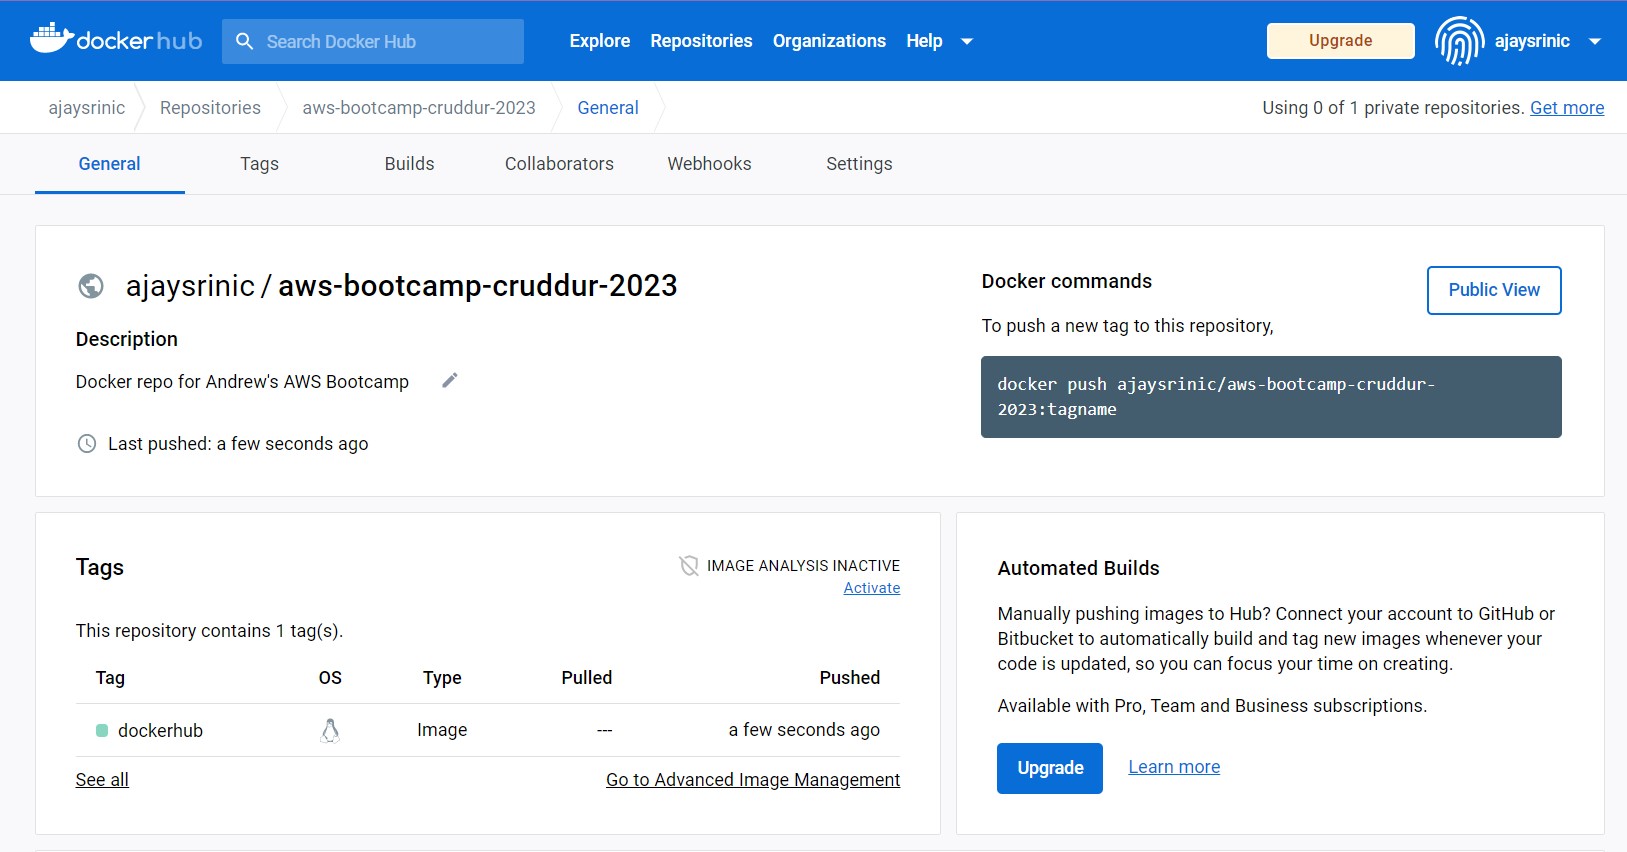 docker hub
Search Docker Hub
Explore
Repositories
Organizations
Help
Upgrade
ajaysrinic
ajaysrinic
Repositories
aws-bootcamp-cruddur-2023
General
Using 0 of 1 private repositories. Get more
General
Tags
Builds
Collaborators
Webhooks
Settings
ajaysrinic / aws-bootcamp-cruddur-2023
Description
Docker repo for Andrew's AWS Bootcamp
Last pushed: a few seconds ago
Docker commands
Public View
To push a new tag to this repository,
docker push ajaysrinic/aws-bootcamp-cruddur-
2023:tagname
Tags
IMAGE ANALYSIS INACTIVE
Activate
This repository contains 1 tag(s).
Tag OS Type Pulled Pushed
dockerhub Image --- a few seconds ago
See all
Go to Advanced Image Management
Automated Builds
Manually pushing images to Hub? Connect your account to GitHub or
Bitbucket to automatically build and tag new images whenever your
code is updated, so you can focus your time on creating.
Available with Pro, Team and Business subscriptions.
Upgrade
Learn more